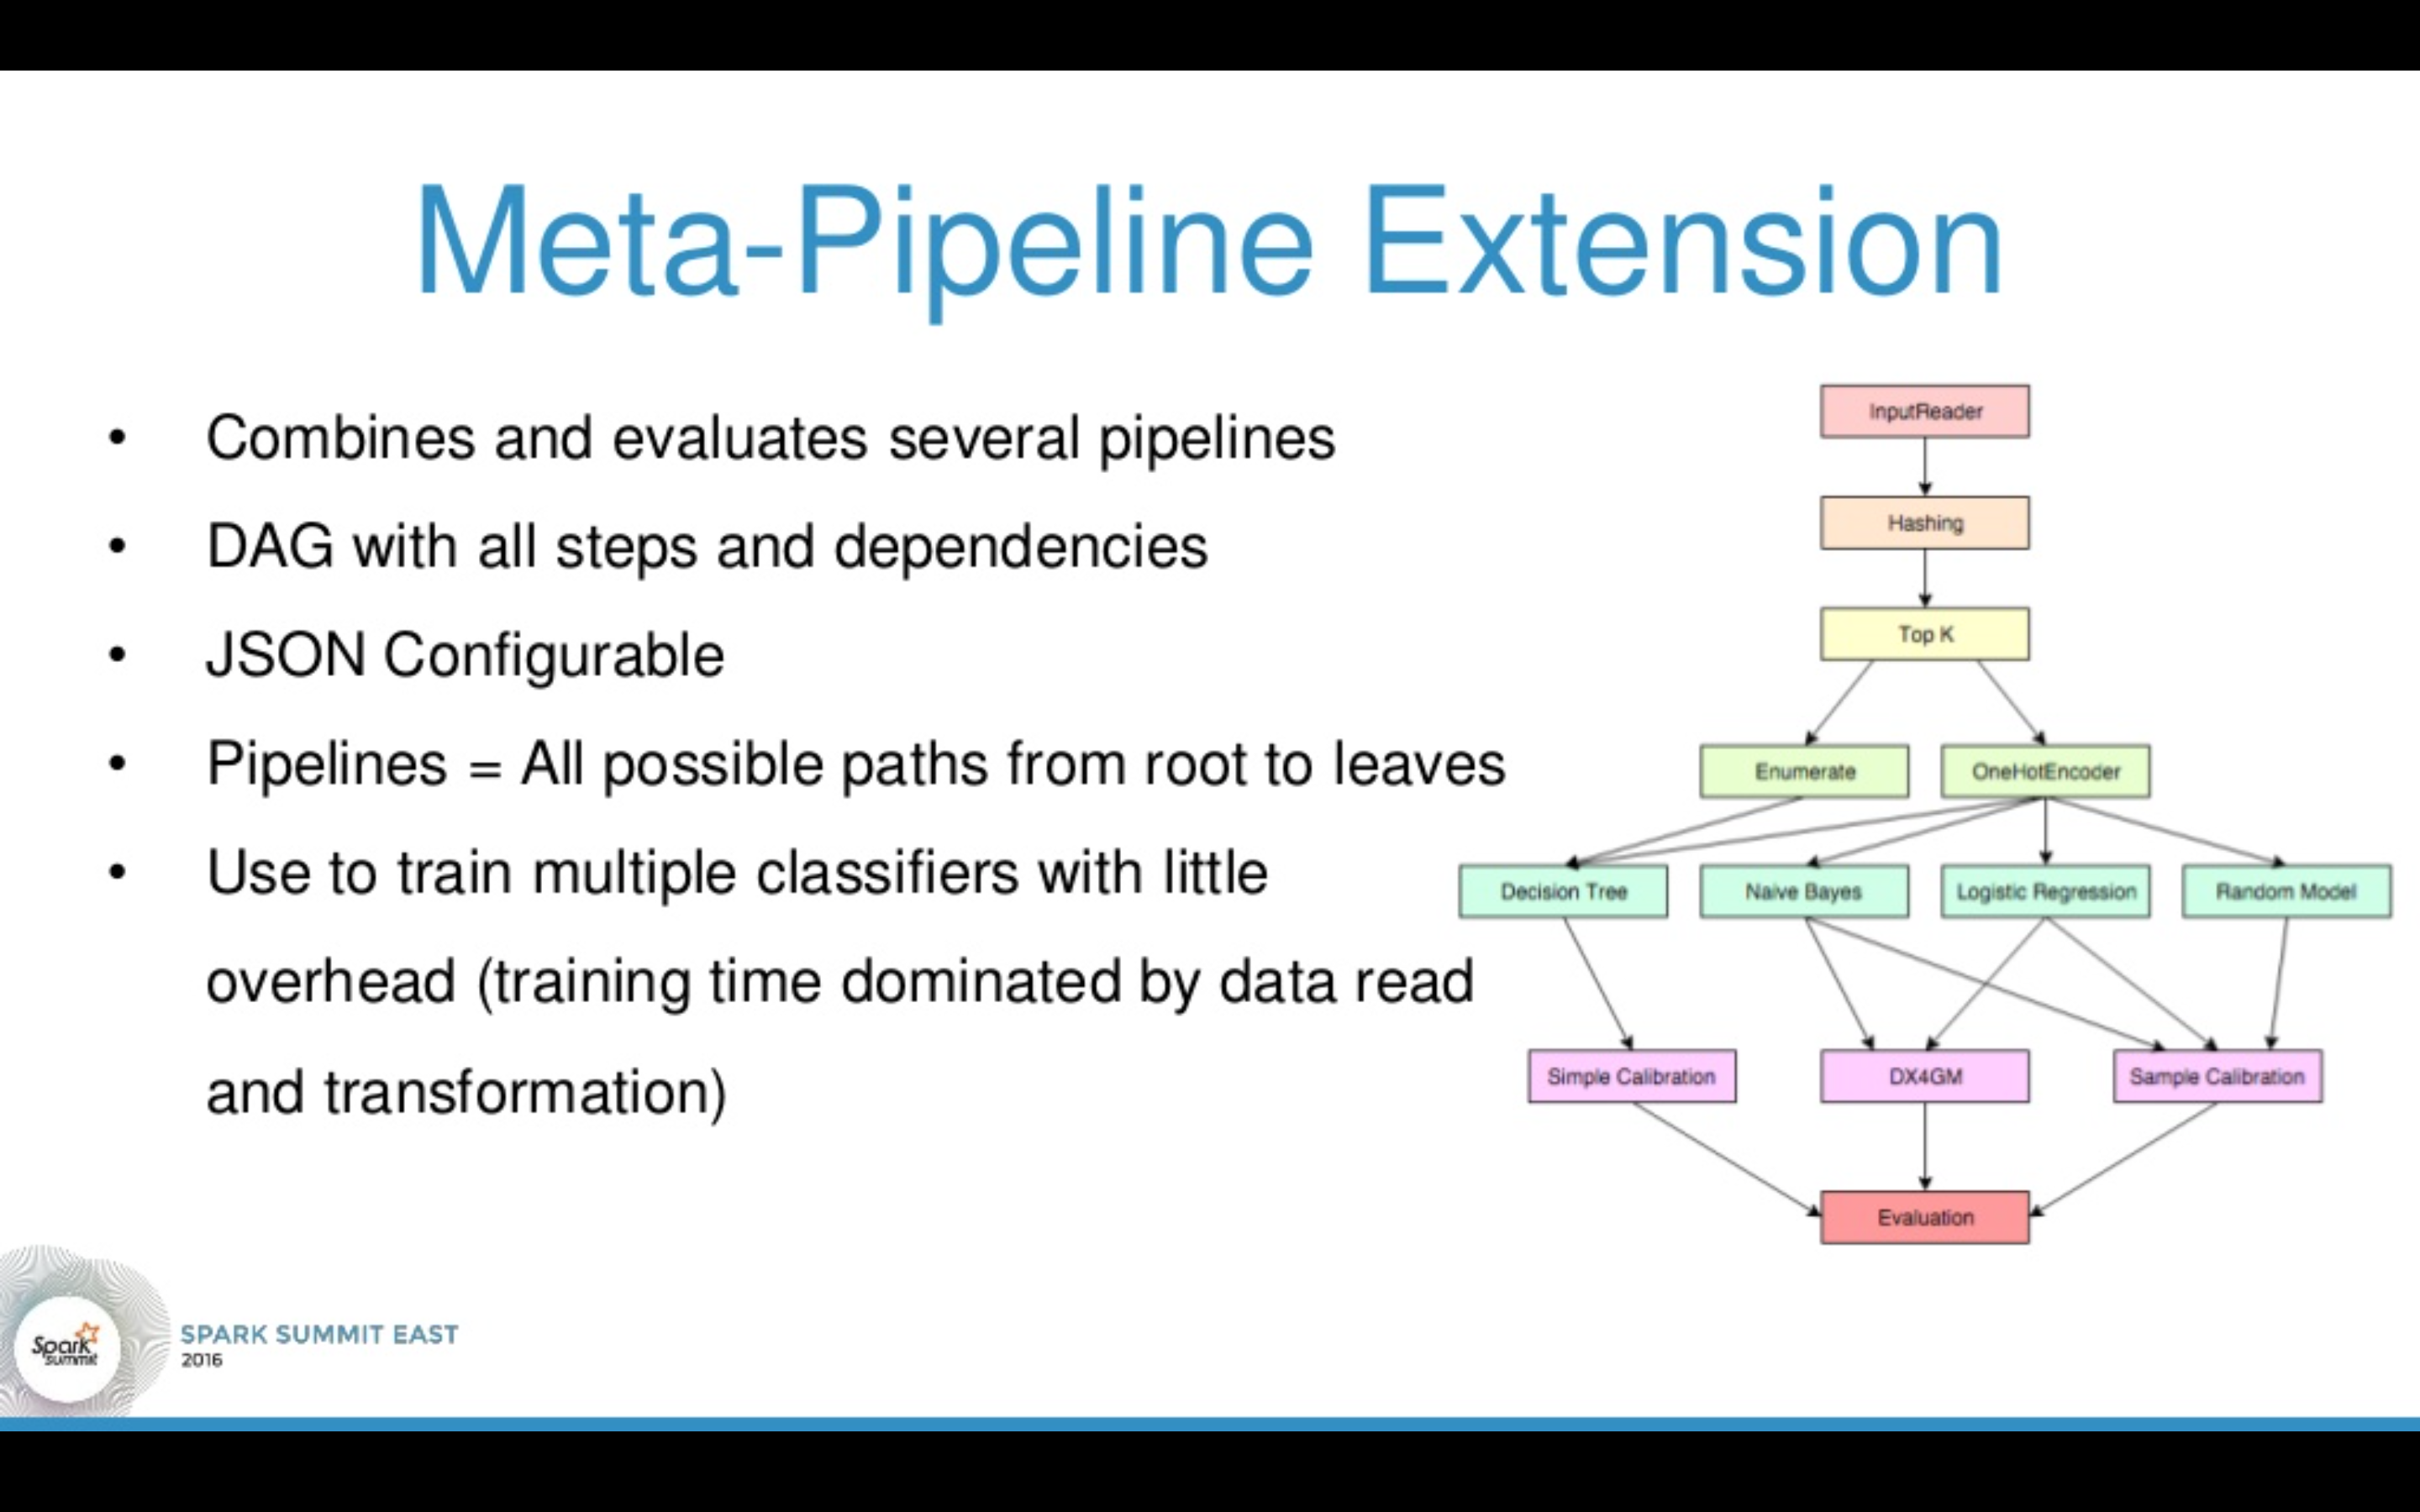 Meta-Pipeline Extension
• Combines and evaluates several pipelines
• DAG with all steps and dependencies
• JSON Configurable
• Pipelines = All possible paths from root to leaves
• Use to train multiple classifiers with little
overhead (training time dominated by data read
and transformation)
InputReader
Hashing
Top K
Enumerate
OneHotEncoder
Decision Tree
Naive Bayes
Logistic Regression
Random Model
Simple Calibration
DX4GM
Sample Calibration
Evaluation
Spark
summit
SPARK SUMMIT EAST
2016